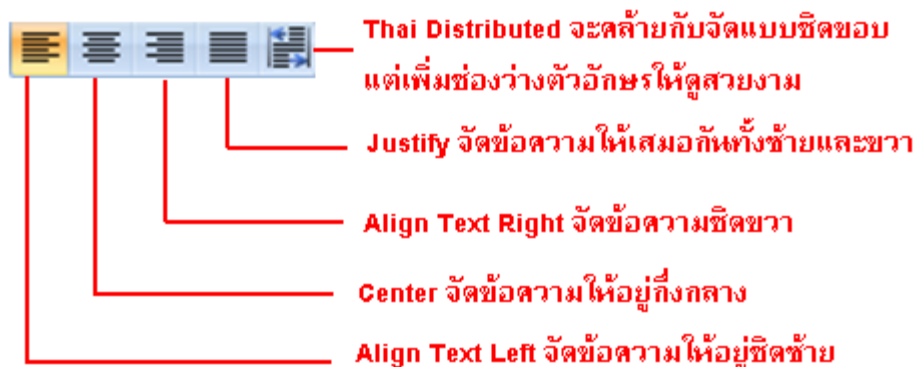 Thai Distributed จะคล้ายกับจัดแบบชิดขอบ
แต่เพิ่มช่องว่างตัวอักษรให้ดูสวยงาม
Justify จัดข้อความให้เสมอกันทั้งซ้ายและขวา
Align Text Right จัดข้อความชิดขวา
Center จัดข้อความให้อยู่กึ่งกลาง
Align Text Left จัดข้อความให้อยู่ชิดซ้าย